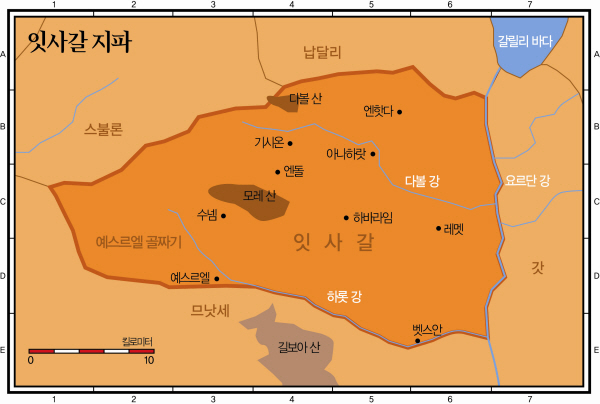 1 2 3 4 5 6 7
잇사갈 지파
갈릴리 바다
납달리
A A
다볼 산
엔핫다
B B
스불론
기시온
아나하랏
엔돌
다볼 강
요르단 강
모레 산
C C
수넴
하바라임
레멧
예스르엘 골짜기
잇 사 갈
갓
D D
예스르엘
하롯 강
므낫세
벳스안
킬로미터
길보아 산
E E
0 10
1 2 3 4 5 6 7